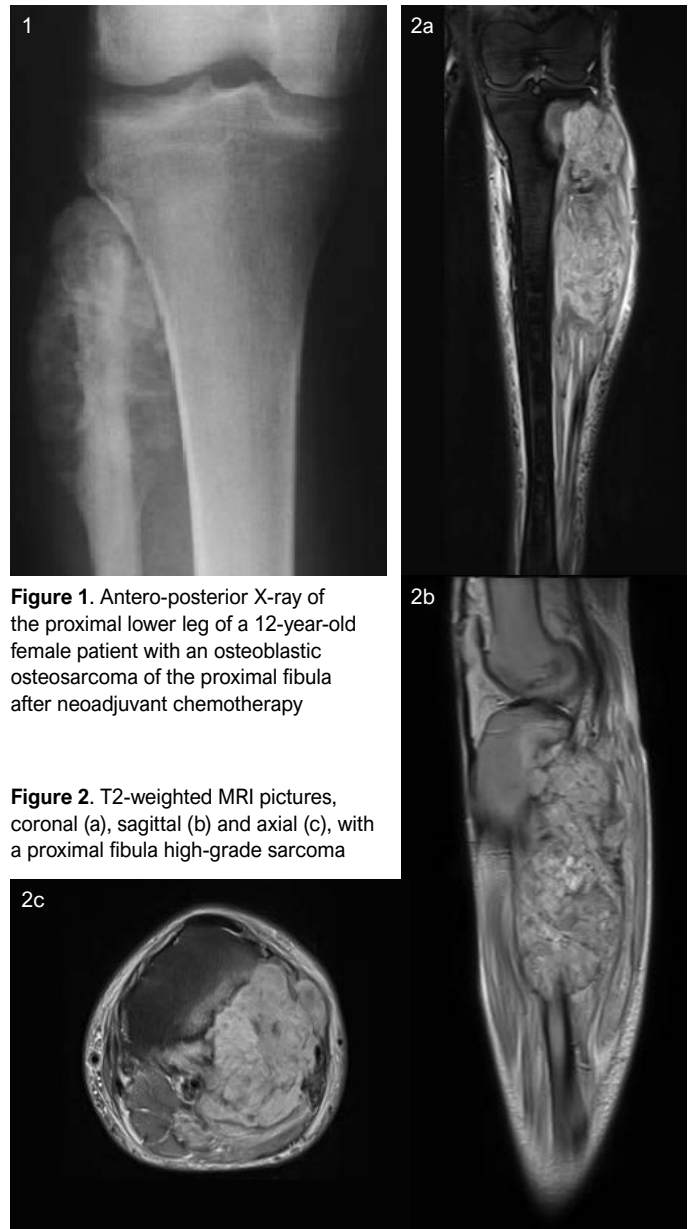 1
2a
Figure 1. Antero-posterior X-ray of
the proximal lower leg of a 12-year-old
female patient with an osteoblastic
osteosarcoma of the proximal fibula
after neoadjuvant chemotherapy
2b
Figure 2. T2-weighted MRI pictures,
coronal (a), sagittal (b) and axial (c), with
a proximal fibula high-grade sarcoma
2c